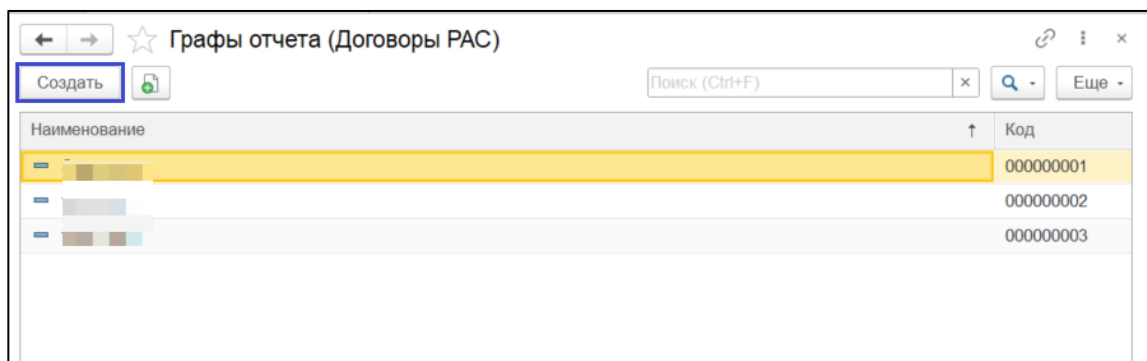 Графы отчета (Договоры РАС)
Создать Поиск (Ctrl+F) Еще
Наименование Код
000000001
000000002
000000003